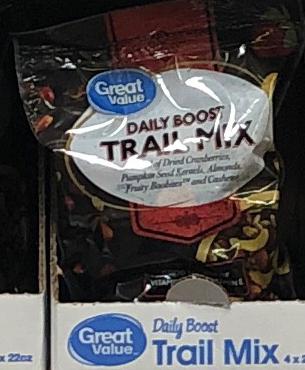 Great
Value
DAILY BOOST
TRAIL MIX
of Dried Cranberries,
Pumpkin Seed Kernels, Almonds,
Fruity Boobites™ and Cashews
x 22oz
Great
Value
Daily Boost
Trail Mix 4 x 2